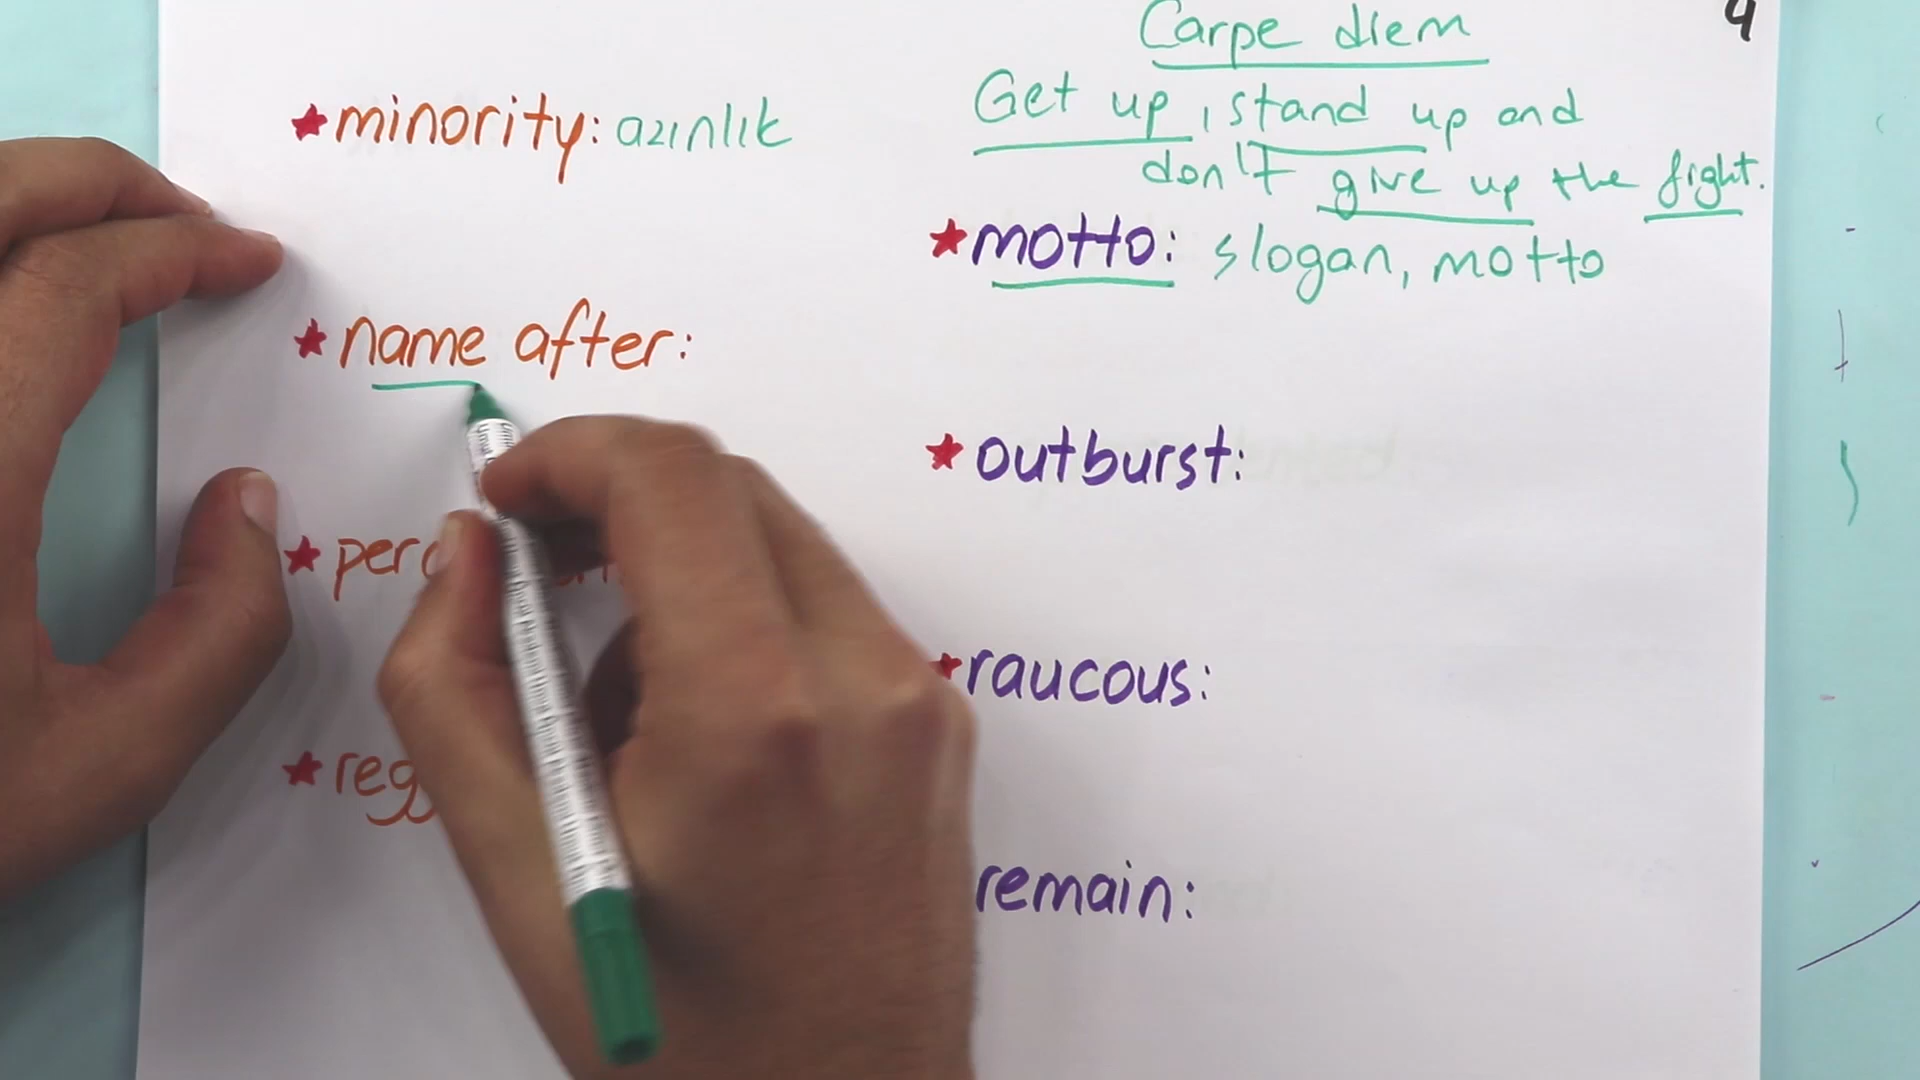 4
Carpe diem
Get up, stand up and
don't give up the fight.
★minority: azınlık
★motto: slogan, motto
★name after:
★outburst:
★raucous:
remain: